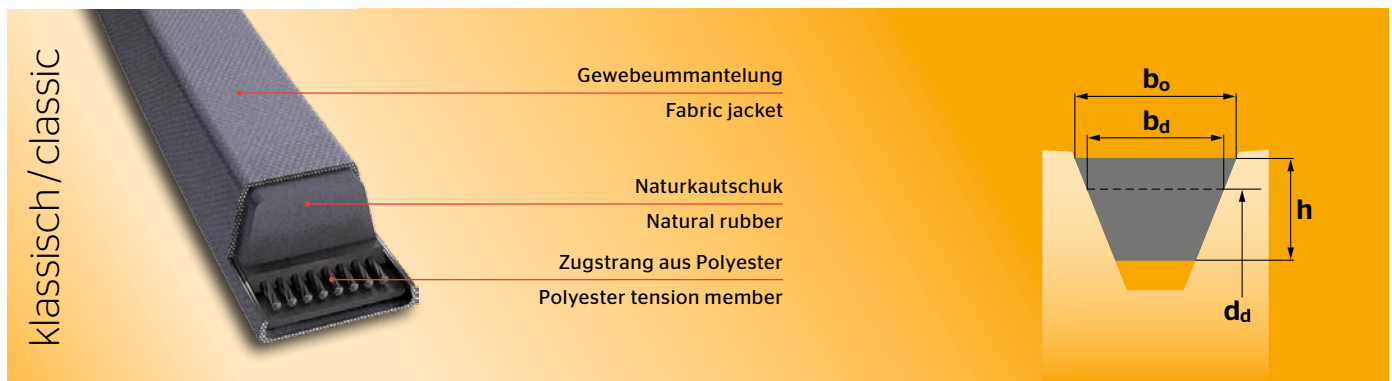 klassisch / classic
Gewebeummantelung
Fabric jacket
Naturkautschuk
Natural rubber
Zugstrang aus Polyester
Polyester tension member
bo
bd
h
dd